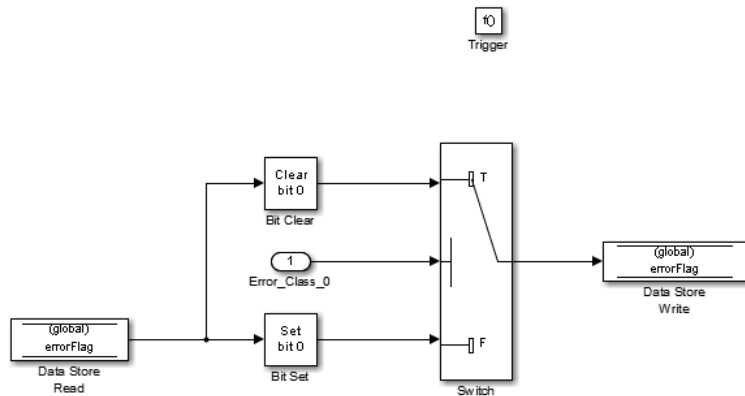 f()
Trigger
Clear
bit 0
Bit Clear
T
1
Error_Class_0
(global)
errorFlag
Data Store
Write
(global)
errorFlag
Data Store
Read
Set
bit 0
Bit Set
F
Switch